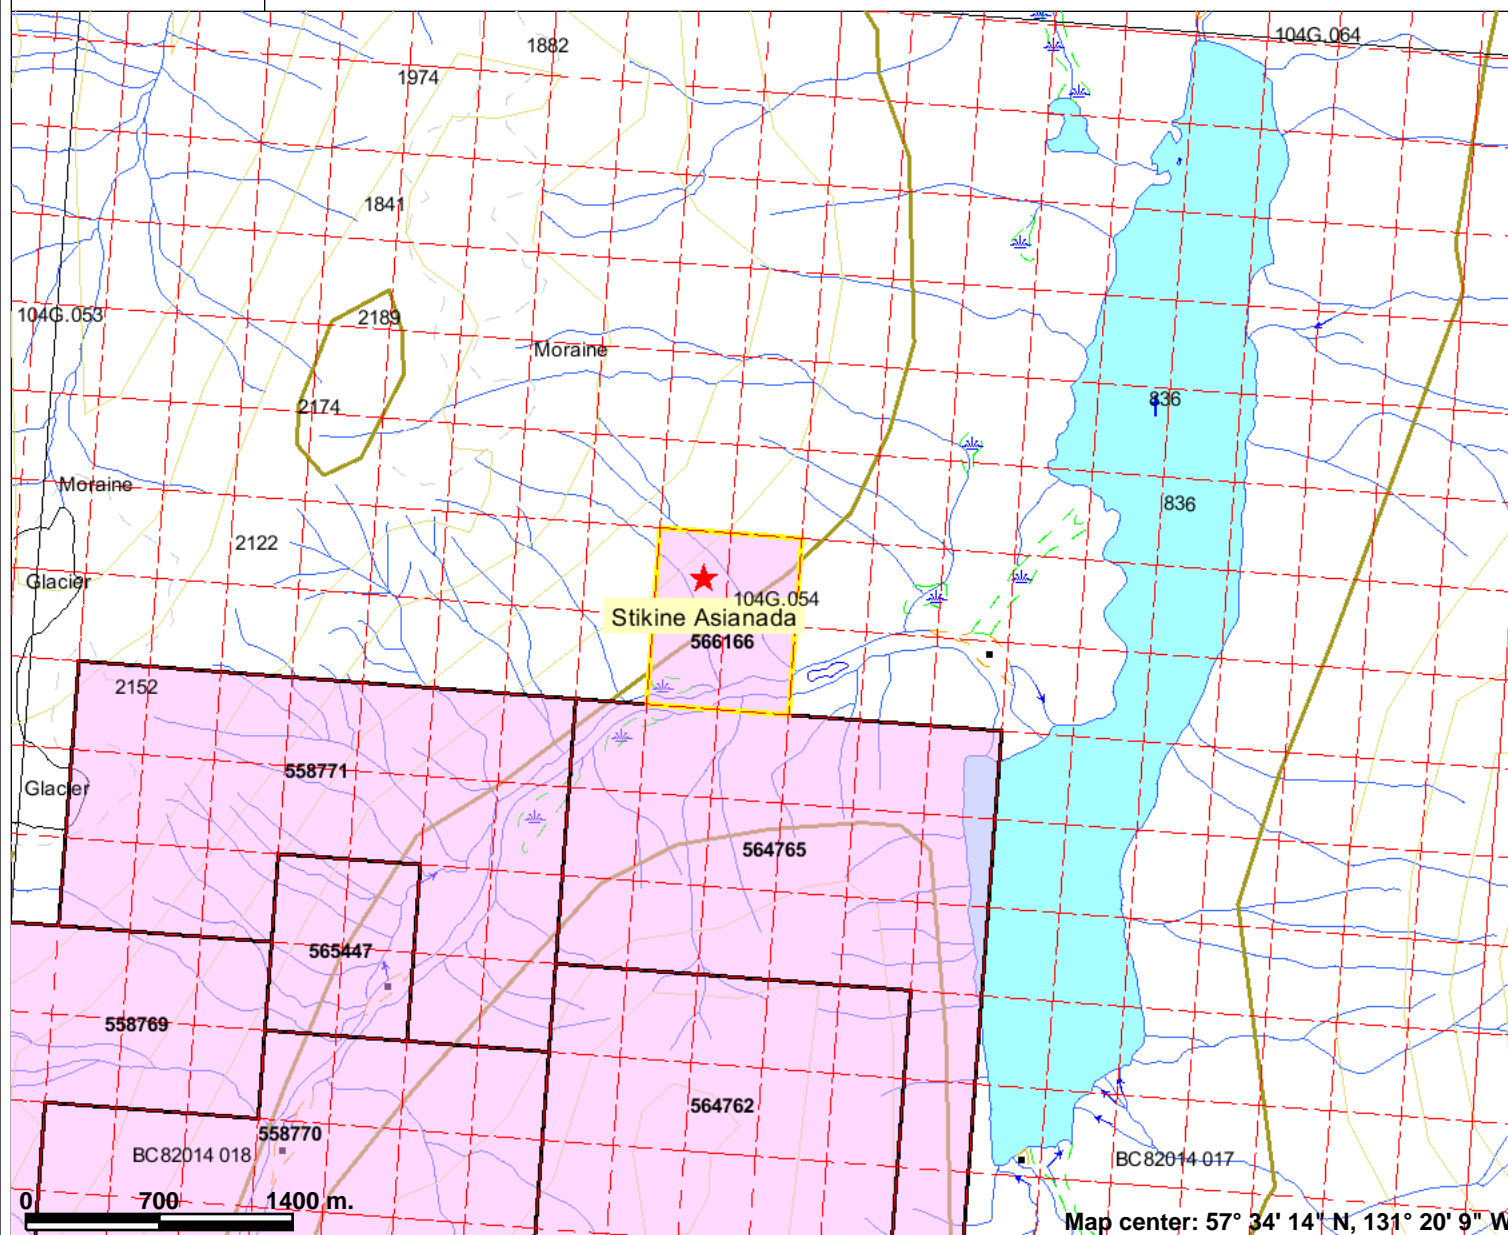 104G.064
1882
1974
1841
104G.053
2189
Moraine
836
2174
Moraine
836
2122
Glacier
104G.054
Stikine Asianada
566166
2152
558771
Glacier
564765
565447
558769
564762
558770
BC82014 018
BC82014 017
0 700 1400 m.
Map center: 57° 34' 14" N, 131° 20' 9" W